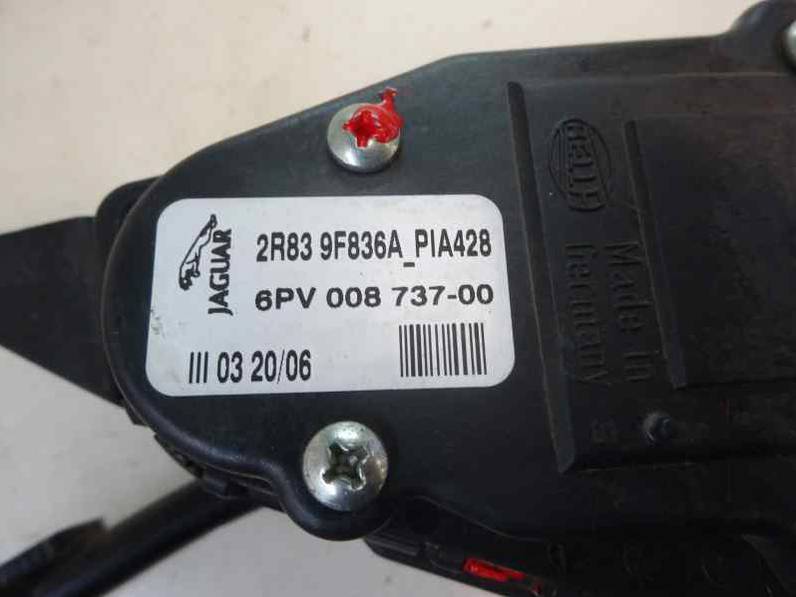 JAGUAR
2R83 9F836A_PIA428
6PV 008 737-00
III 03 20/06
HELLA
Made in
Germany